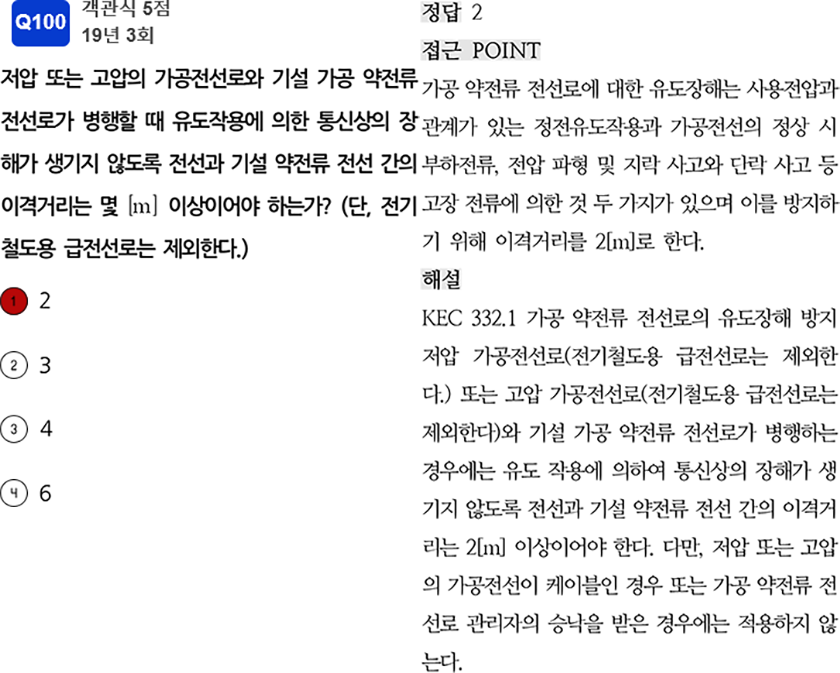 Q100
객관식 5점
19년 3회
저압 또는 고압의 가공전선로와 기설 가공 약전류
전선로가 병행할 때 유도작용에 의한 통신상의 장
해가 생기지 않도록 전선과 기설 약전류 전선 간의
이격거리는 몇 [m] 이상이어야 하는가? (단, 전기
철도용 급전선로는 제외한다.)
1 2
2 3
3 4
4 6
정답 2
접근 POINT
가공 약전류 전선로에 대한 유도장해는 사용전압과
관계가 있는 정전유도작용과 가공전선의 정상 시
부하전류, 전압 파형 및 지락 사고와 단락 사고 등
고장 전류에 의한 것 두 가지가 있으며 이를 방지하
기 위해 이격거리를 2[m]로 한다.
해설
KEC 332.1 가공 약전류 전선로의 유도장해 방지
저압 가공전선로(전기철도용 급전선로는 제외한
다.) 또는 고압 가공전선로(전기철도용 급전선로는
제외한다)와 기설 가공 약전류 전선로가 병행하는
경우에는 유도 작용에 의하여 통신상의 장해가 생
기지 않도록 전선과 기설 약전류 전선 간의 이격거
리는 2[m] 이상이어야 한다. 다만, 저압 또는 고압
의 가공전선이 케이블인 경우 또는 가공 약전류 전
선로 관리자의 승낙을 받은 경우에는 적용하지 않
는다.